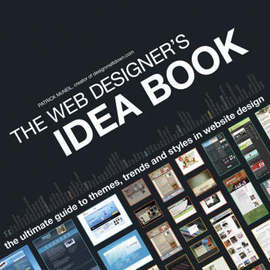 PATRICK McNEIL, creator of designmeltdown.com
THE WEB DESIGNER'S
IDEA BOOK
the ultimate guide to themes, trends and styles in website design